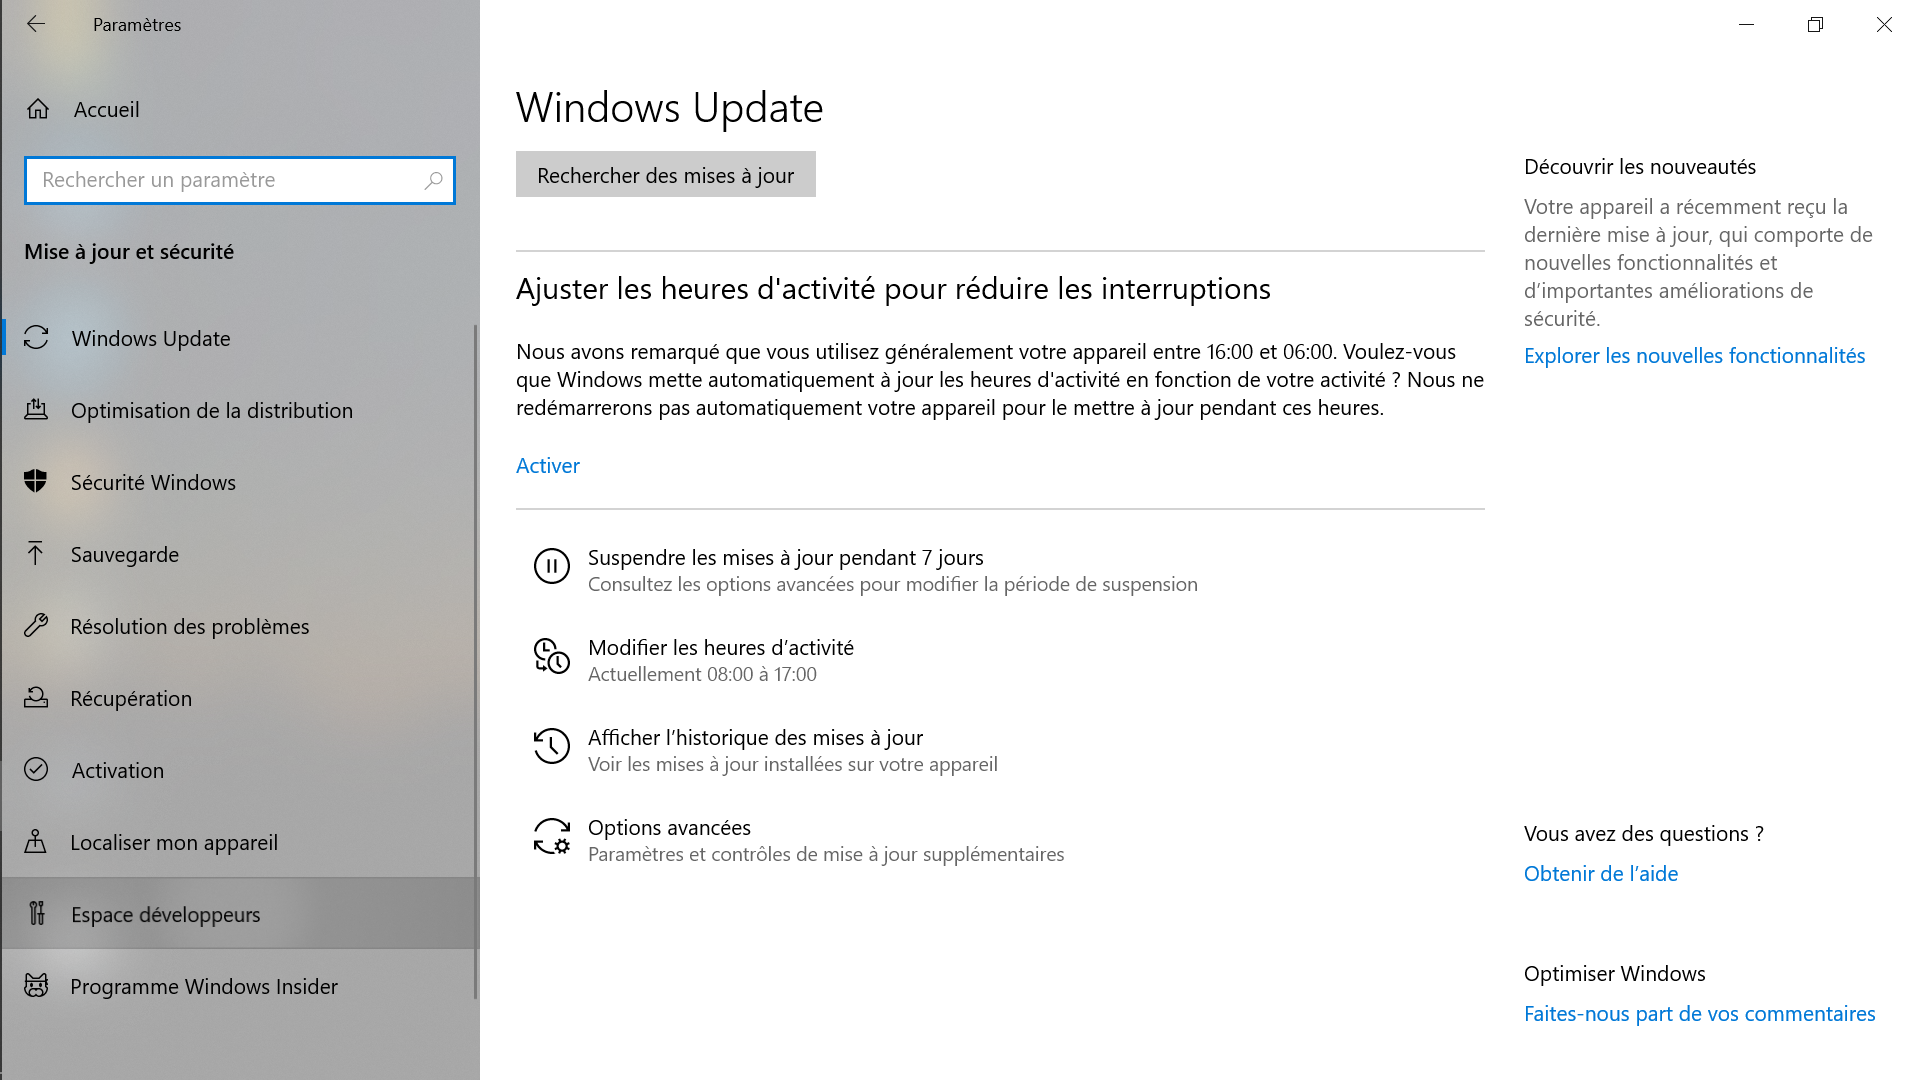 Paramètres
Accueil
Rechercher un paramètre
Mise à jour et sécurité
Windows Update
Optimisation de la distribution
Sécurité Windows
Sauvegarde
Résolution des problèmes
Récupération
Activation
Localiser mon appareil
Espace développeurs
Programme Windows Insider
Windows Update
Rechercher des mises à jour
Ajuster les heures d'activité pour réduire les interruptions
Nous avons remarqué que vous utilisez généralement votre appareil entre 16:00 et 06:00. Voulez-vous
que Windows mette automatiquement à jour les heures d'activité en fonction de votre activité ? Nous ne
redémarrerons pas automatiquement votre appareil pour le mettre à jour pendant ces heures.
Activer
Suspendre les mises à jour pendant 7 jours
Consultez les options avancées pour modifier la période de suspension
Modifier les heures d’activité
Actuellement 08:00 à 17:00
Afficher l’historique des mises à jour
Voir les mises à jour installées sur votre appareil
Options avancées
Paramètres et contrôles de mise à jour supplémentaires
Découvrir les nouveautés
Votre appareil a récemment reçu la
dernière mise à jour, qui comporte de
nouvelles fonctionnalités et
d’importantes améliorations de
sécurité.
Explorer les nouvelles fonctionnalités
Vous avez des questions ?
Obtenir de l’aide
Optimiser Windows
Faites-nous part de vos commentaires